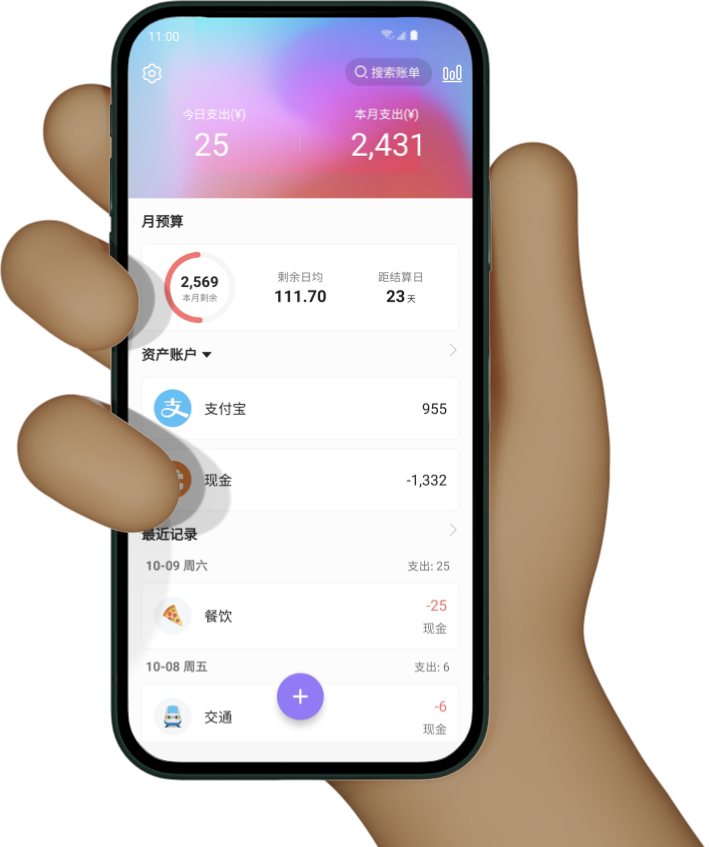 11:00
搜索账单
今日支出(¥) 本月支出(¥)
25 2,431
月预算
2,569
本月剩余
剩余日均
111.70
距结算日
23天
资产账户
支付宝 955
现金 -1,332
最近记录
10-09 周六 支出: 25
餐饮 -25
现金
10-08 周五 支出: 6
交通 -6
现金